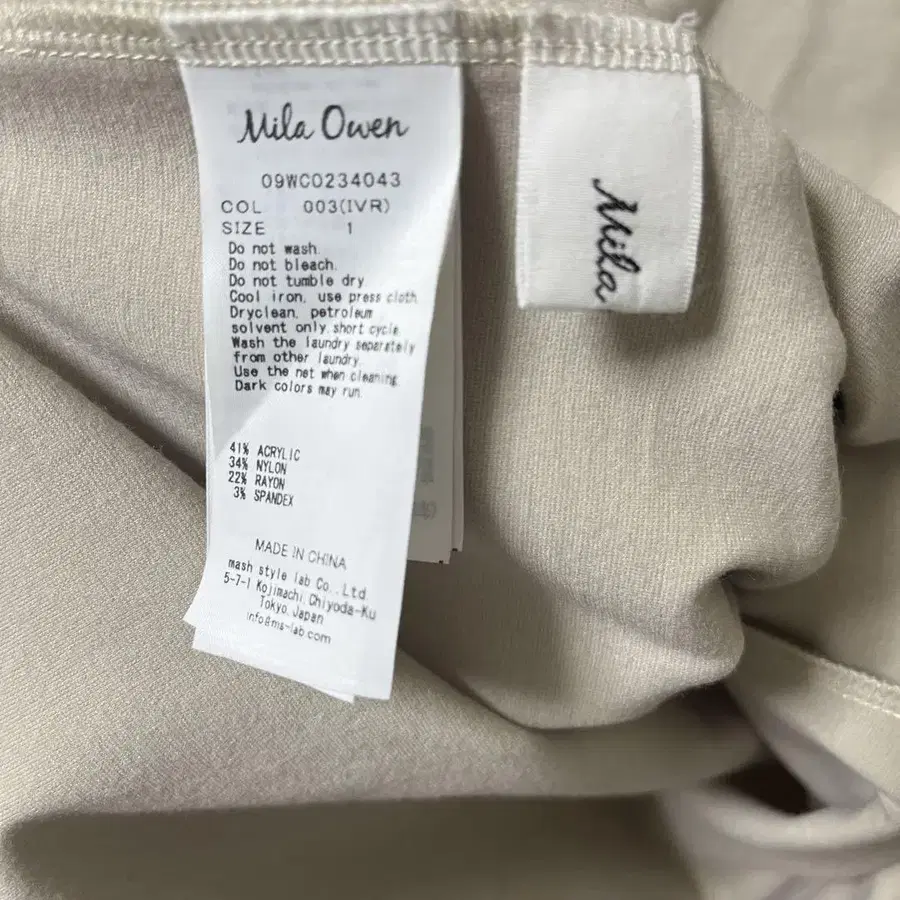 Mila Owen
09WCO234043
COL 003(IVR)
SIZE 1
Do not wash.
Do not bleach.
Do not tumble dry
Cool iron, use press cloth
Dryclean, petroleum
solvent only, short cycle
Wash the laundry separately
from other laundry.
Use the net when cleaning.
Dark colors may run.
41% ACRYLIC
34% NYLON
22% RAYON
3% SPANDEX
MADE IN CHINA
mash style lab Co., Ltd
5-7-1 Kojimachi, Chiyoda-Ku
Tokyo, Japan
info@ms-lab.com
Mila